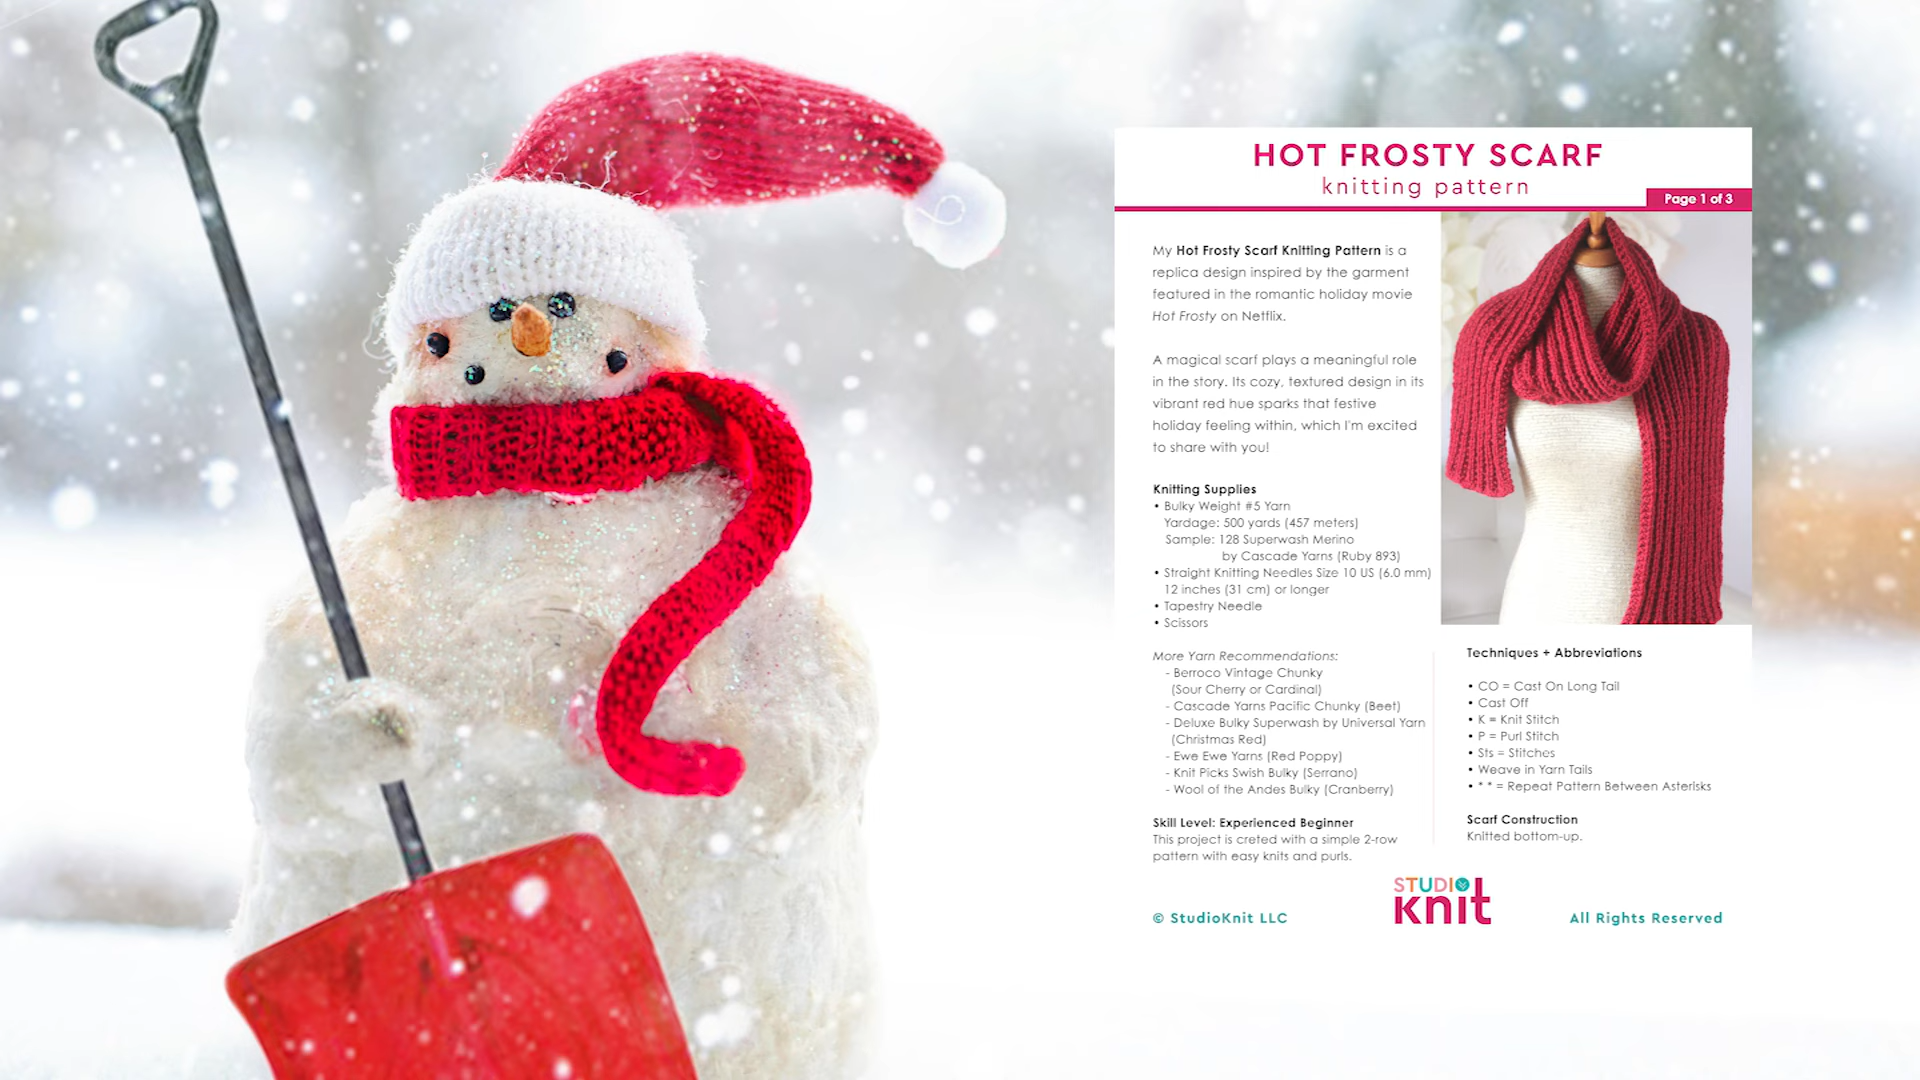 HOT FROSTY SCARF
knitting pattern
Page 1 of 3
My Hot Frosty Scarf Knitting Pattern is a
replica design inspired by the garment
featured in the romantic holiday movie
Hot Frosty on Netflix.
A magical scarf plays a meaningful role
in the story. Its cozy, textured design in its
vibrant red hue sparks that festive
holiday feeling within, which I'm excited
to share with you!
Knitting Supplies
• Bulky Weight #5 Yarn
Yardage: 500 yards (457 meters)
Sample: 128 Superwash Merino
by Cascade Yarns (Ruby 893)
• Straight Knitting Needles Size 10 US (6.0 mm)
12 inches (31 cm) or longer
• Tapestry Needle
• Scissors
More Yarn Recommendations:
- Berroco Vintage Chunky
(Sour Cherry or Cardinal)
- Cascade Yarns Pacific Chunky (Beet)
- Deluxe Bulky Superwash by Universal Yarn
(Christmas Red)
- Ewe Ewe Yarns (Red Poppy)
- Knit Picks Swish Bulky (Serrano)
- Wool of the Andes Bulky (Cranberry)
Skill Level: Experienced Beginner
This project is creted with a simple 2-row
pattern with easy knits and purls.
Techniques + Abbreviations
• CO = Cast On Long Tail
• Cast Off
• K = Knit Stitch
• P = Purl Stitch
• Sts = Stitches
• Weave in Yarn Tails
• * * = Repeat Pattern Between Asterisks
Scarf Construction
Knitted bottom-up.
© StudioKnit LLC
STUDIO
knit
All Rights Reserved